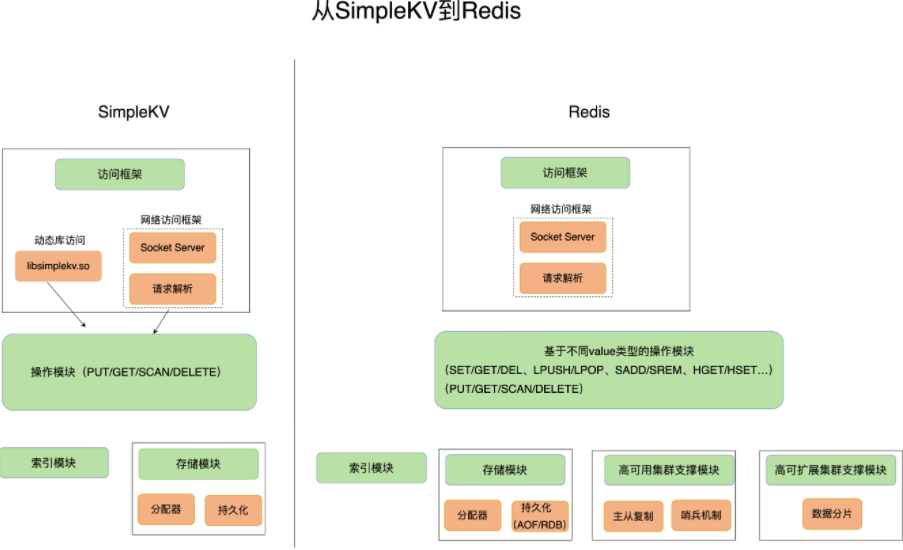 从SimpleKV到Redis
SimpleKV
访问框架
网络访问框架
动态库访问
Socket Server
libsimplekv.so
请求解析
操作模块（PUT/GET/SCAN/DELETE）
索引模块
存储模块
分配器
持久化
Redis
访问框架
网络访问框架
Socket Server
请求解析
基于不同value类型的操作模块
（SET/GET/DEL、LPUSH/LPOP、SADD/SREM、HGET/HSET...）
（PUT/GET/SCAN/DELETE）
索引模块
存储模块
分配器
持久化
(AOF/RDB)
高可用集群支撑模块
主从复制
哨兵机制
高可扩展集群支撑模块
数据分片